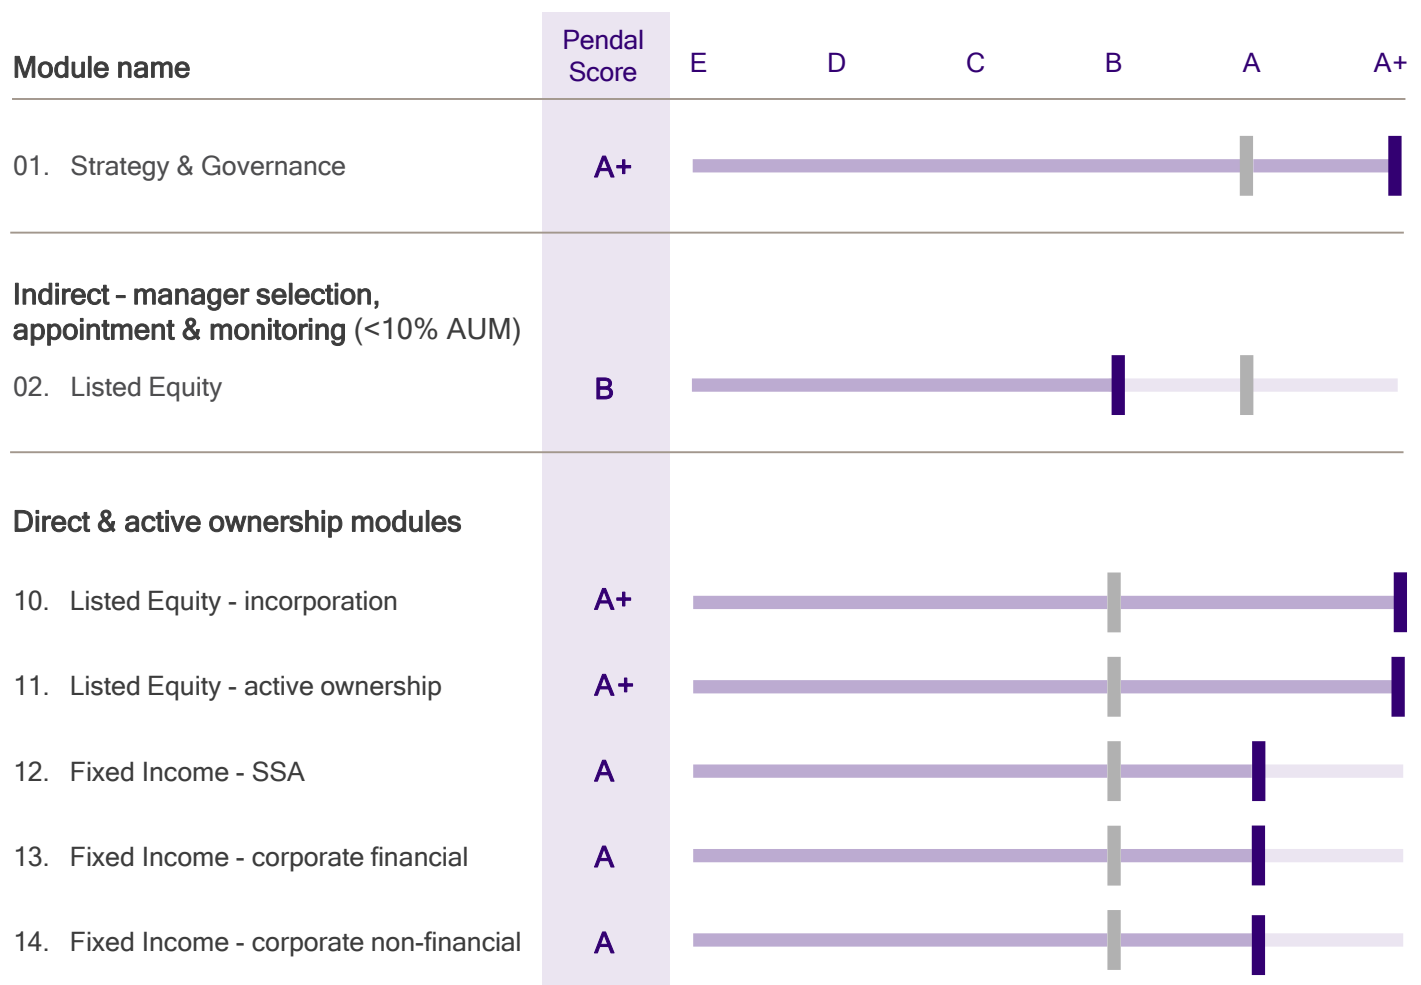 Module name Pendal Score E D C B A A+
01. Strategy & Governance A+
Indirect – manager selection,
appointment & monitoring (<10% AUM)
02. Listed Equity B
Direct & active ownership modules
10. Listed Equity - incorporation A+
11. Listed Equity - active ownership A+
12. Fixed Income - SSA A
13. Fixed Income - corporate financial A
14. Fixed Income - corporate non-financial A